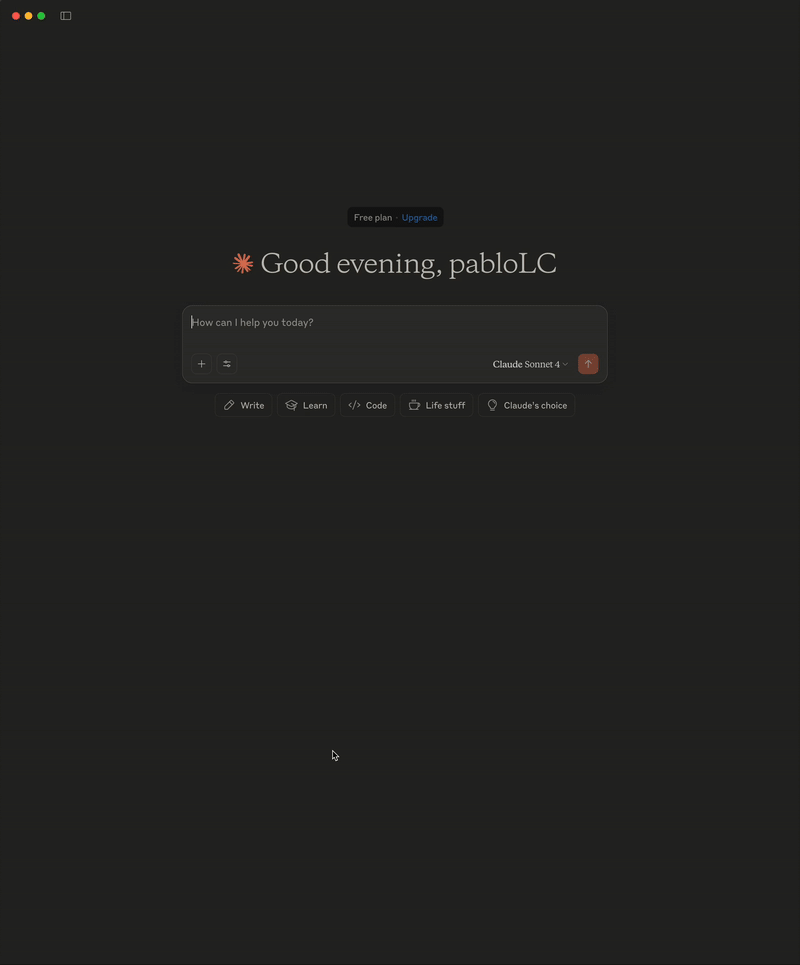 Free plan · Upgrade
Good evening, pabloLC
How can I help you today?
Claude Sonnet 4
Write
Learn
Code
Life stuff
Claude's choice